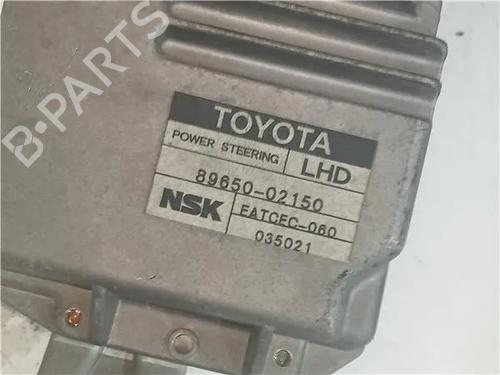 B-PARTS
TOYOTA
POWER STEERING LHD
89650-02150
NSK EATCEC-060
035021